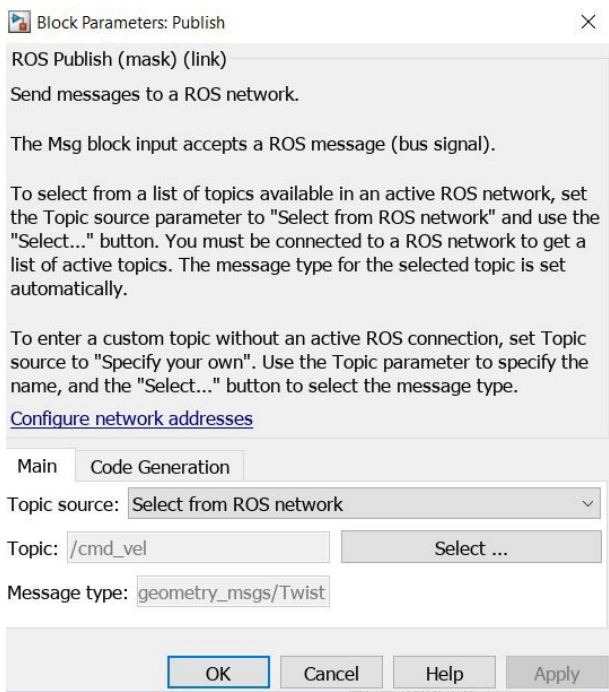 Block Parameters: Publish
ROS Publish (mask) (link)
Send messages to a ROS network.
The Msg block input accepts a ROS message (bus signal).
To select from a list of topics available in an active ROS network, set
the Topic source parameter to "Select from ROS network" and use the
"Select..." button. You must be connected to a ROS network to get a
list of active topics. The message type for the selected topic is set
automatically.
To enter a custom topic without an active ROS connection, set Topic
source to "Specify your own". Use the Topic parameter to specify the
name, and the "Select..." button to select the message type.
Configure network addresses
Main Code Generation
Topic source: Select from ROS network
Topic: /cmd_vel Select ...
Message type: geometry_msgs/Twist
OK Cancel Help Apply